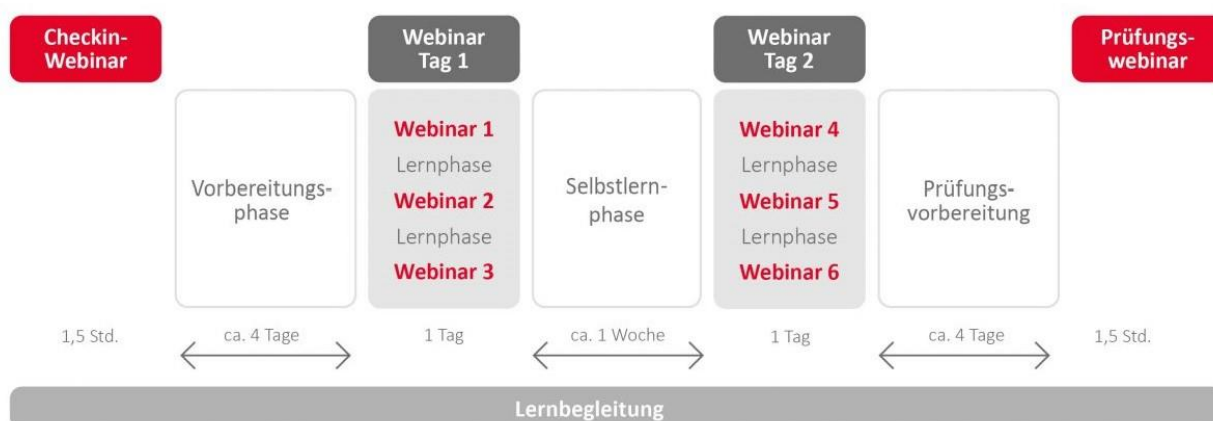 Checkin-
Webinar
Webinar
Tag 1
Webinar
Tag 2
Prüfungs-
webinar
Vorbereitungs-
phase
Webinar 1
Lernphase
Webinar 2
Lernphase
Webinar 3
Selbstlern-
phase
Webinar 4
Lernphase
Webinar 5
Lernphase
Webinar 6
Prüfungs-
vorbereitung
1,5 Std.
ca. 4 Tage
1 Tag
ca. 1 Woche
1 Tag
ca. 4 Tage
1,5 Std.
Lernbegleitung